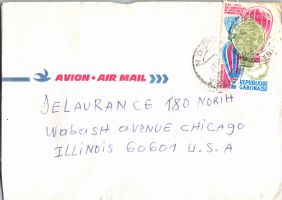 AVION • AIR MAIL
REPUBLIQUE
GABONAISE
DELAURANCE 180 NORTH
Wabash avenue CHICAGO
ILLINOIS 60601 U.S.A